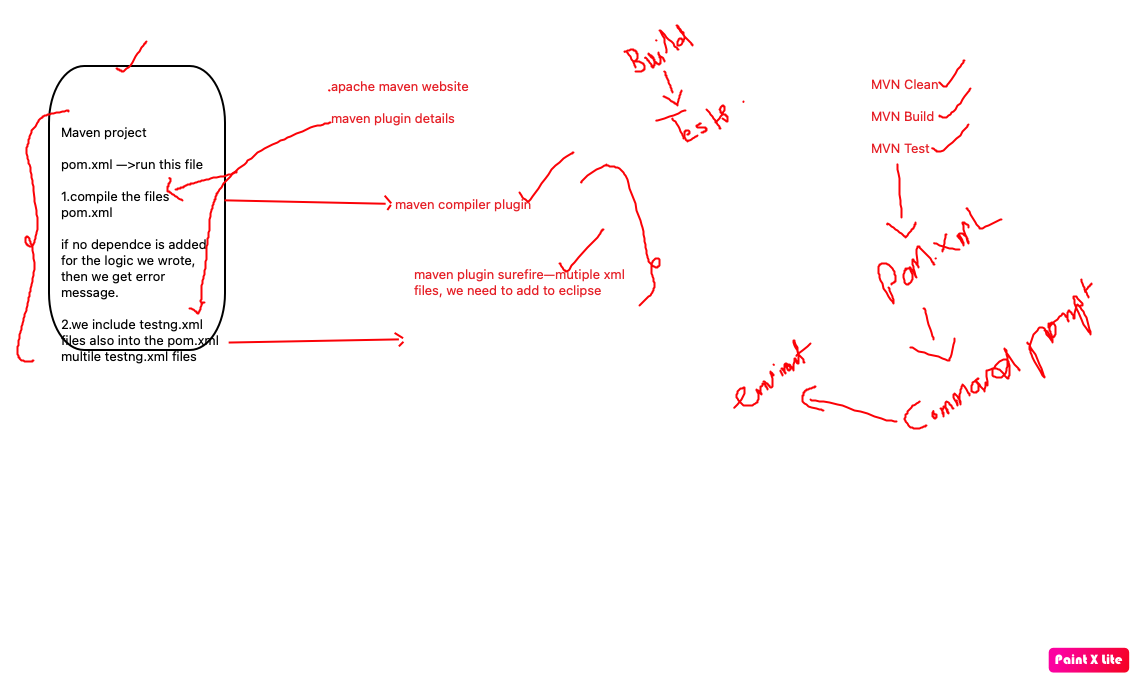 Maven project
pom.xml —>run this file
1.compile the files
pom.xml
if no dependce is added
for the logic we wrote,
then we get error
message.
2.we include testng.xml
files also into the pom.xml
multile testng.xml files
.apache maven website
maven plugin details
maven compiler plugin
maven plugin surefire—mutiple xml
files, we need to add to eclipse
Build
Tests
MVN Clean
MVN Build
MVN Test
Pom.xmL
Command prompt
Paint X Lite